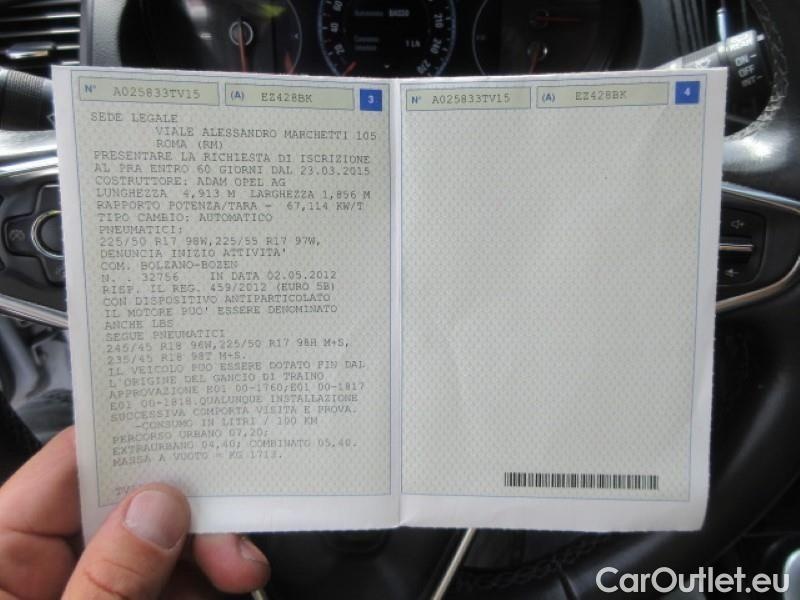 N° A025833TV15 (A) EZ428BK 3
SEDE LEGALE
VIALE ALESSANDRO MARCHETTI 105
ROMA (RM)
PRESENTARE LA RICHIESTA DI ISCRIZIONE
AL PRA ENTRO 60 GIORNI DAL 23.03.2015
COSTRUTTORE: ADAM OPEL AG
LUNGHEZZA 4,913 M LARGHEZZA 1,856 M
RAPPORTO POTENZA/TARA = 67,114 KW/T
TIPO CAMBIO: AUTOMATICO
PNEUMATICI:
225/50 R17 98W,225/55 R17 97W,
DENUNCIA INIZIO ATTIVITA'
COM. BOLZANO-BOZEN
N. . 32756 IN DATA 02.05.2012
RISP. IL REG. 459/2012 (EURO 5B)
CON DISPOSITIVO ANTIPARTICOLATO
IL MOTORE PUO' ESSERE DENOMINATO
ANCHE LBS
SEGUE PNEUMATICI
245/45 R18 96W,225/50 R17 98H M+S,
235/45 R18 98T M+S.
IL VEICOLO PUO ESSERE DOTATO FIN DAL
L'ORIGINE DEL GANCIO DI TRAINO
APPROVAZIONE E01 00-1760;E01 00-1817
E01 00-1818.QUALUNQUE INSTALLAZIONE
SUCCESSIVA COMPORTA VISITA E PROVA.
-CONSUMO IN LITRI / 100 KM
PERCORSO URBANO 07,20;
EXTRAURBANO 04,40; COMBINATO 05,40.
MASSA A VUOTO = KG 1713.
N° A025833TV15 (A) EZ428BK 4
ON
OFF
INT
CarOutlet.eu